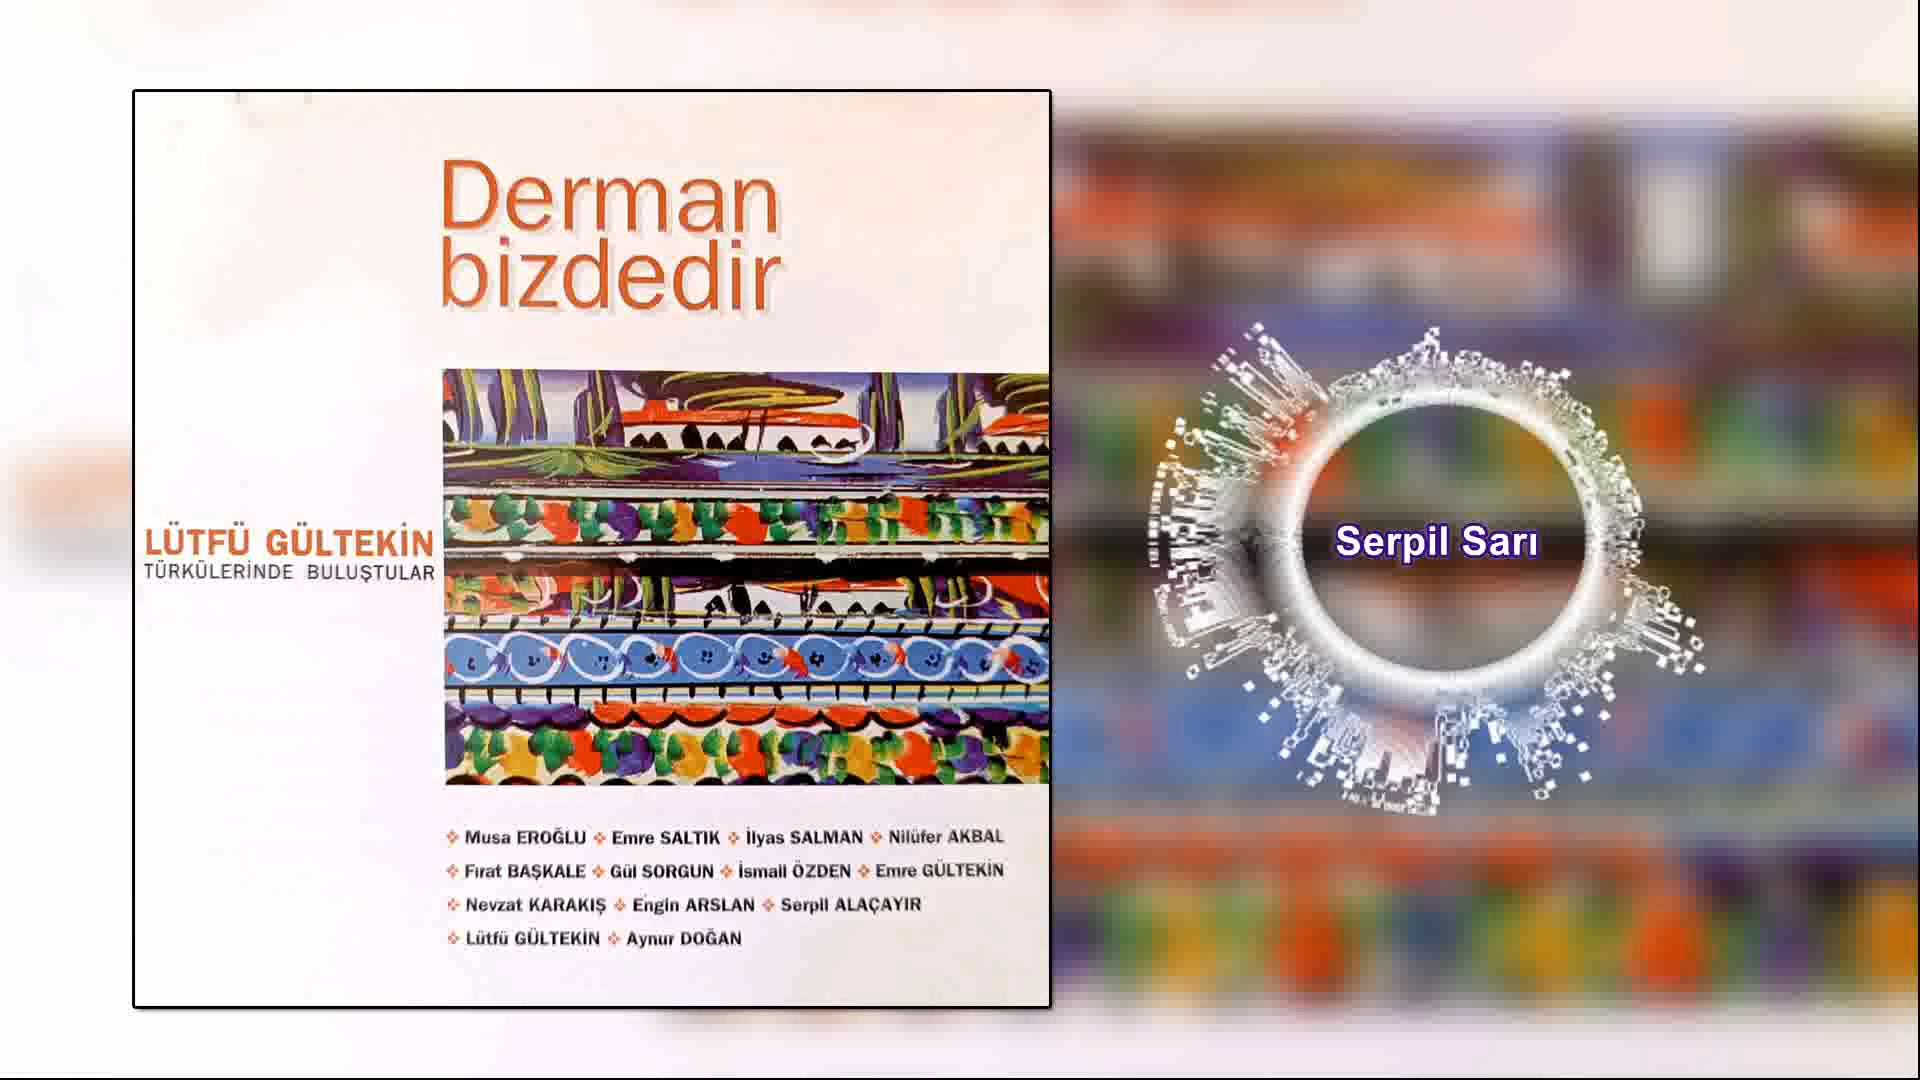 Derman
bizdedir
LÜTFÜ GÜLTEKİN
TÜRKÜLERİNDE BULUŞTULAR
Musa EROĞLU ❖ Emre SALTIK ❖ İlyas SALMAN ❖ Nilüfer AKBAL
Fırat BAŞKALE ❖ Gül SORGUN ❖ İsmail ÖZDEN ❖ Emre GÜLTEKİN
Nevzat KARAKIŞ ❖ Engin ARSLAN ❖ Serpil ALAÇAYIR
Lütfü GÜLTEKİN ❖ Aynur DOĞAN
Serpil Sarı